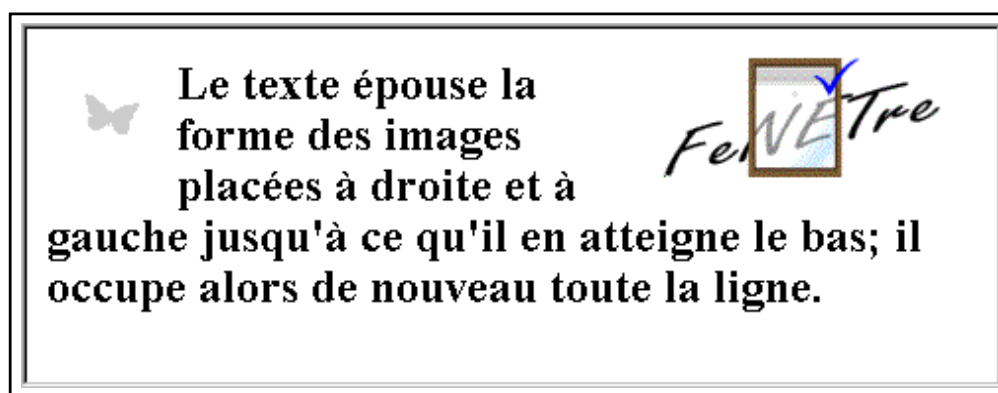 Le texte épouse la
forme des images
placées à droite et à
gauche jusqu'à ce qu'il en atteigne le bas; il
occupe alors de nouveau toute la ligne.
FeNETre